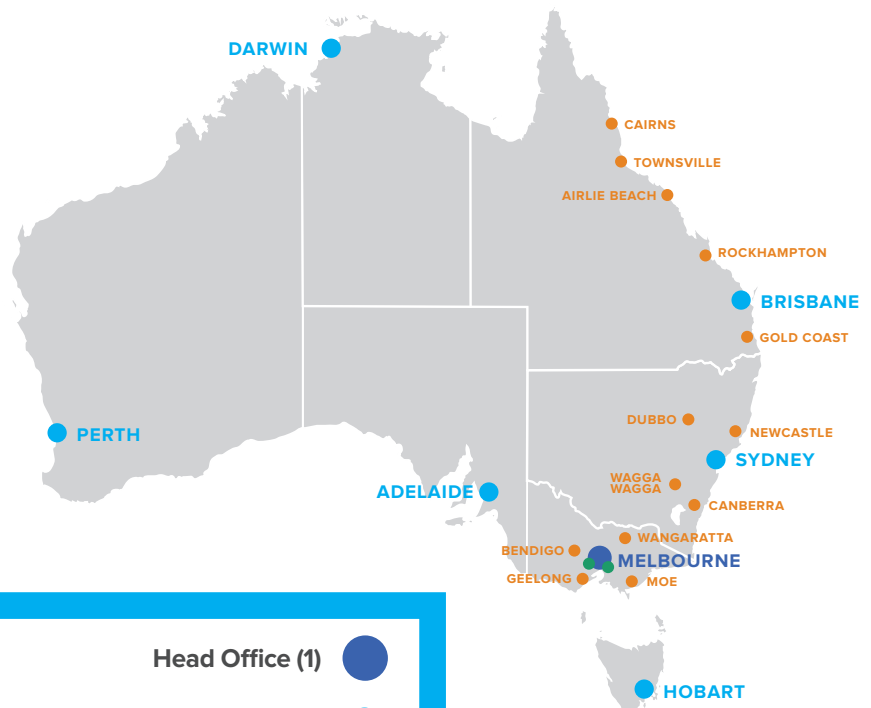 DARWIN
CAIRNS
TOWNSVILLE
AIRLIE BEACH
ROCKHAMPTON
BRISBANE
GOLD COAST
DUBBO
NEWCASTLE
PERTH
SYDNEY
WAGGA
WAGGA
ADELAIDE
CANBERRA
WANGARATTA
BENDIGO
MELBOURNE
GEELONG
MOE
Head Office (1)
HOBART